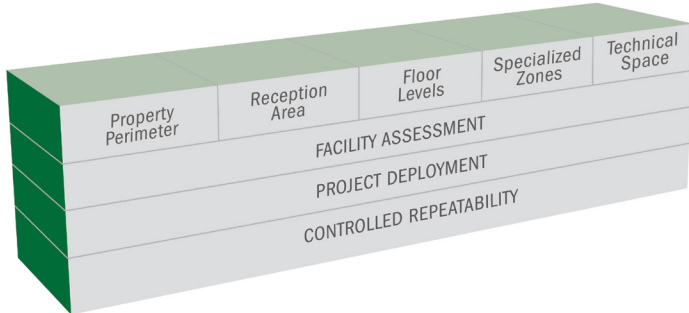 Property
Perimeter
Reception
Area
Floor
Levels
Specialized
Zones
Technical
Space
FACILITY ASSESSMENT
PROJECT DEPLOYMENT
CONTROLLED REPEATABILITY